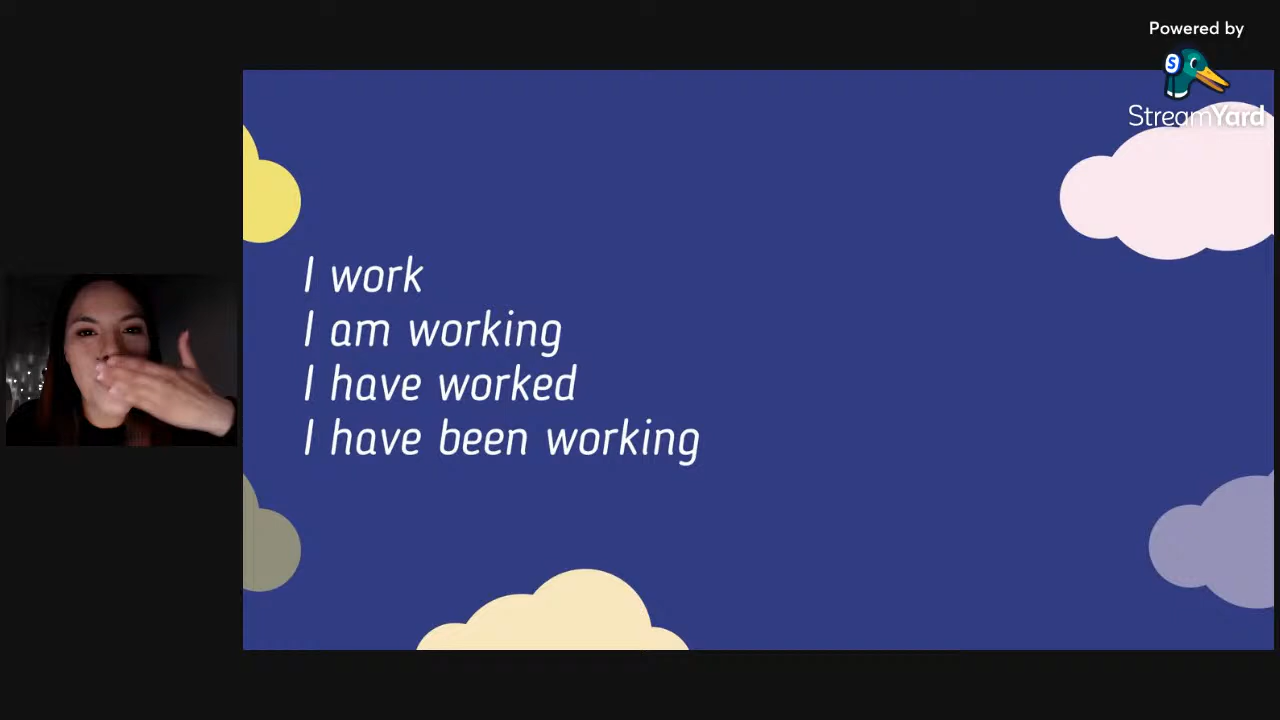 Powered by
StreamYard
I work
I am working
I have worked
I have been working